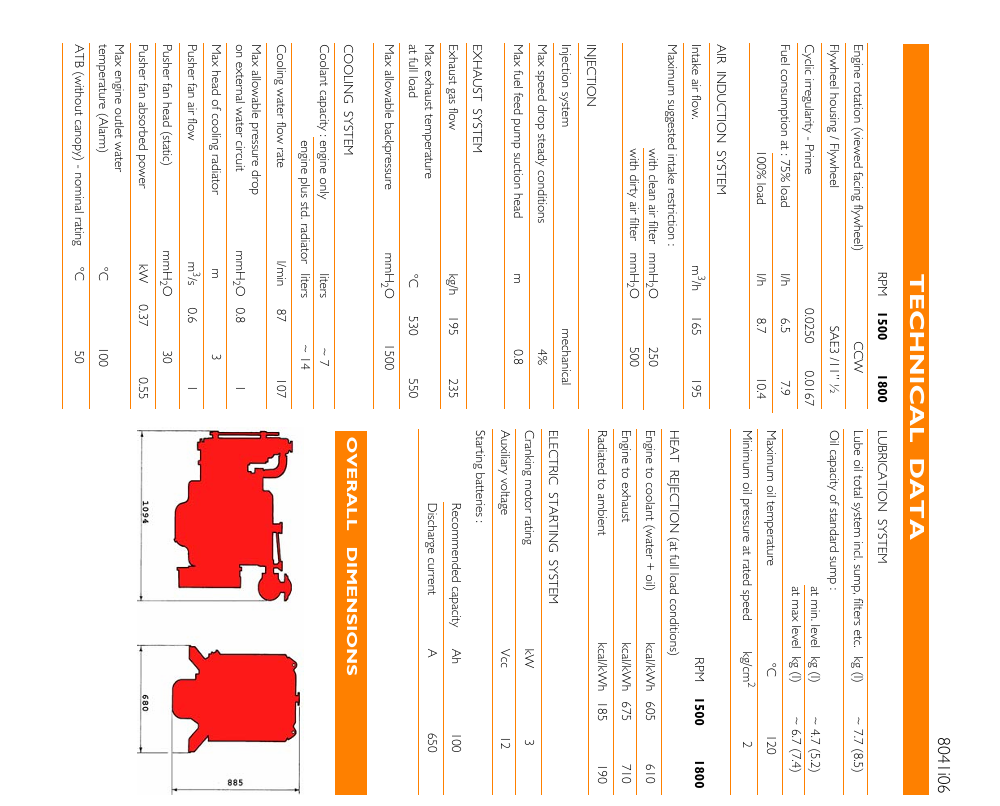 8041i06
TECHNICAL DATA
RPM 1500 1800
Engine rotation (viewed facing flywheel) CCW
Flywheel housing / Flywheel SAE3 / 11" ½
Cyclic irregularity - Prime 0.0250 0.0167
Fuel consumption at : 75% load l/h 6.5 7.9
100% load l/h 8.7 10.4
AIR INDUCTION SYSTEM
Intake air flow. m³/h 165 195
Maximum suggested intake restriction :
with clean air filter mmH₂O 250
with dirty air filter mmH₂O 500
INJECTION
Injection system mechanical
Max speed drop steady conditions 4%
Max fuel feed pump suction head m 0.8
EXHAUST SYSTEM
Exhaust gas flow kg/h 195 235
Max exhaust temperature
at full load °C 530 550
Max allowable backpressure mmH₂O 1500
COOLING SYSTEM
Coolant capacity : engine only liters ~ 7
engine plus std. radiator liters ~ 14
Cooling water flow rate l/min 87 107
Max allowable pressure drop
on external water circuit mmH₂O 0.8 1
Max head of cooling radiator m 3
Pusher fan air flow m³/s 0.6 1
Pusher fan head (static) mmH₂O 30
Pusher fan absorbed power kW 0.37 0.55
Max engine outlet water
temperature (Alarm) °C 100
ATB (without canopy) - nominal rating °C 50
LUBRICATION SYSTEM
Lube oil total system incl. sump, filters etc. kg (l) ~ 7.7 (8.5)
Oil capacity of standard sump :
at min. level kg (l) ~ 4.7 (5.2)
at max level kg (l) ~ 6.7 (7.4)
Maximum oil temperature °C 120
Minimum oil pressure at rated speed kg/cm² 2
RPM 1500 1800
HEAT REJECTION (at full load conditions)
Engine to coolant (water + oil) kcal/kWh 605 610
Engine to exhaust kcal/kWh 675 710
Radiated to ambient kcal/kWh 185 190
ELECTRIC STARTING SYSTEM
Cranking motor rating kW 3
Auxiliary voltage Vcc 12
Starting batteries :
Recommended capacity Ah 100
Discharge current A 650
OVERALL DIMENSIONS
1094
680
885